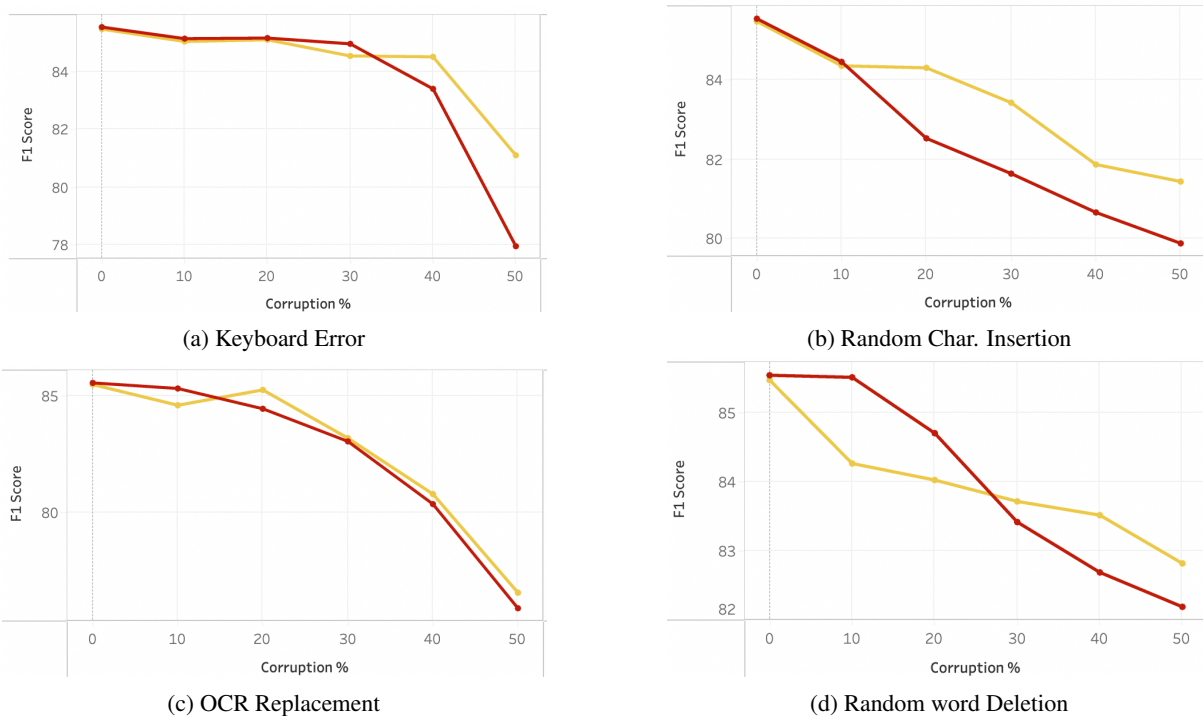 84
82
80
78
F1 Score
0 10 20 30 40 50
Corruption %
(a) Keyboard Error
84
82
80
F1 Score
0 10 20 30 40 50
Corruption %
(b) Random Char. Insertion
85
80
F1 Score
0 10 20 30 40 50
Corruption %
(c) OCR Replacement
85
84
83
82
F1 Score
0 10 20 30 40 50
Corruption %
(d) Random word Deletion